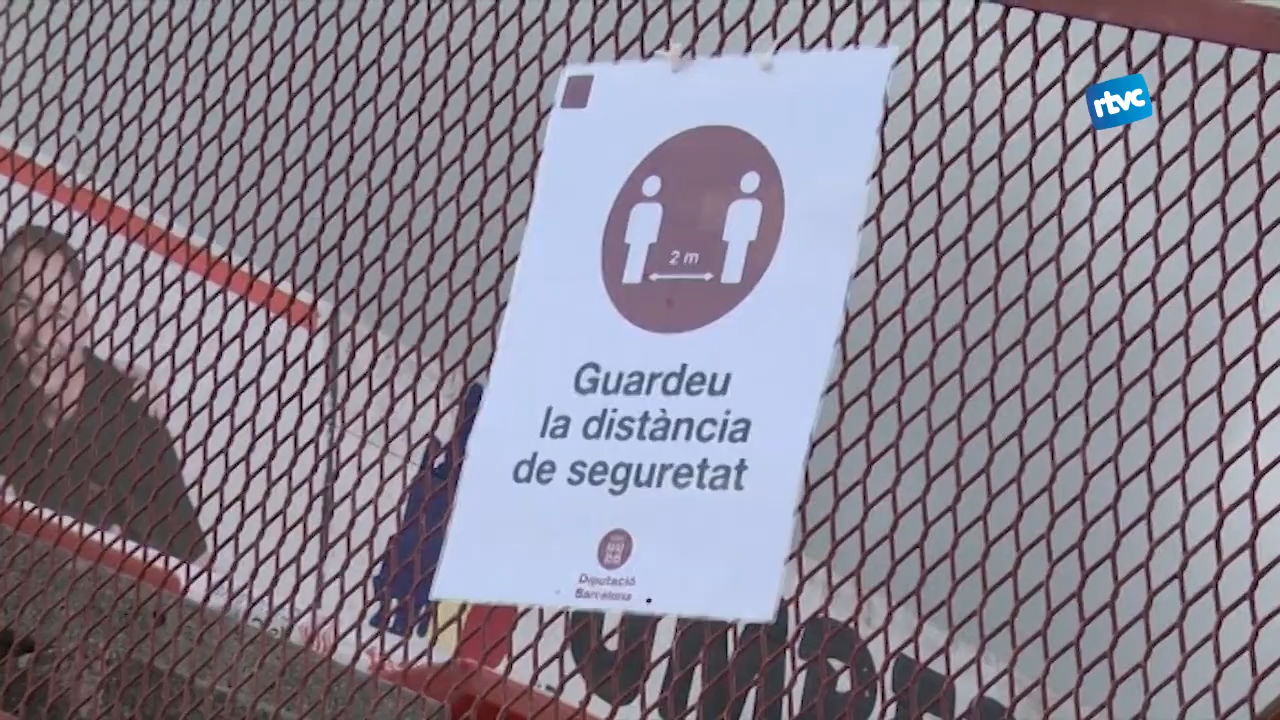 rtvc
2 m
Guardeu
la distància
de seguretat
Diputació
Barcelona